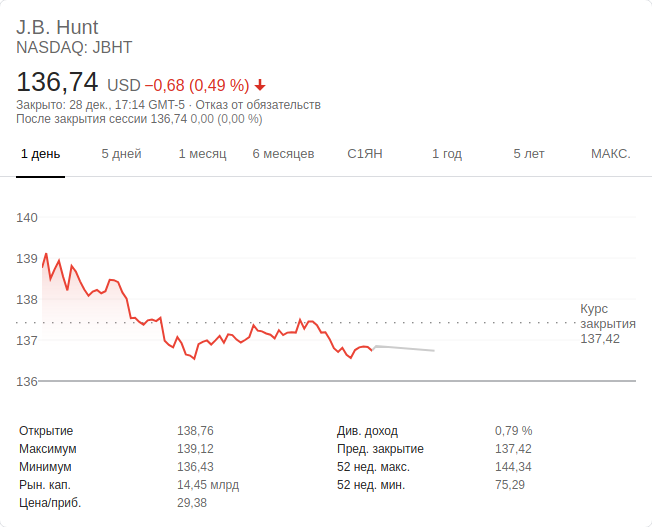 J.B. Hunt
NASDAQ: JBHT
136,74 USD −0,68 (0,49 %)
Закрыто: 28 дек., 17:14 GMT-5 · Отказ от обязательств
После закрытия сессии 136,74 0,00 (0,00 %)
1 день 5 дней 1 месяц 6 месяцев С1ЯН 1 год 5 лет МАКС.
140
139
138
137
136
Курс
закрытия
137,42
Открытие 138,76 Див. доход 0,79 %
Максимум 139,12 Пред. закрытие 137,42
Минимум 136,43 52 нед. макс. 144,34
Рын. кап. 14,45 млрд 52 нед. мин. 75,29
Цена/приб. 29,38